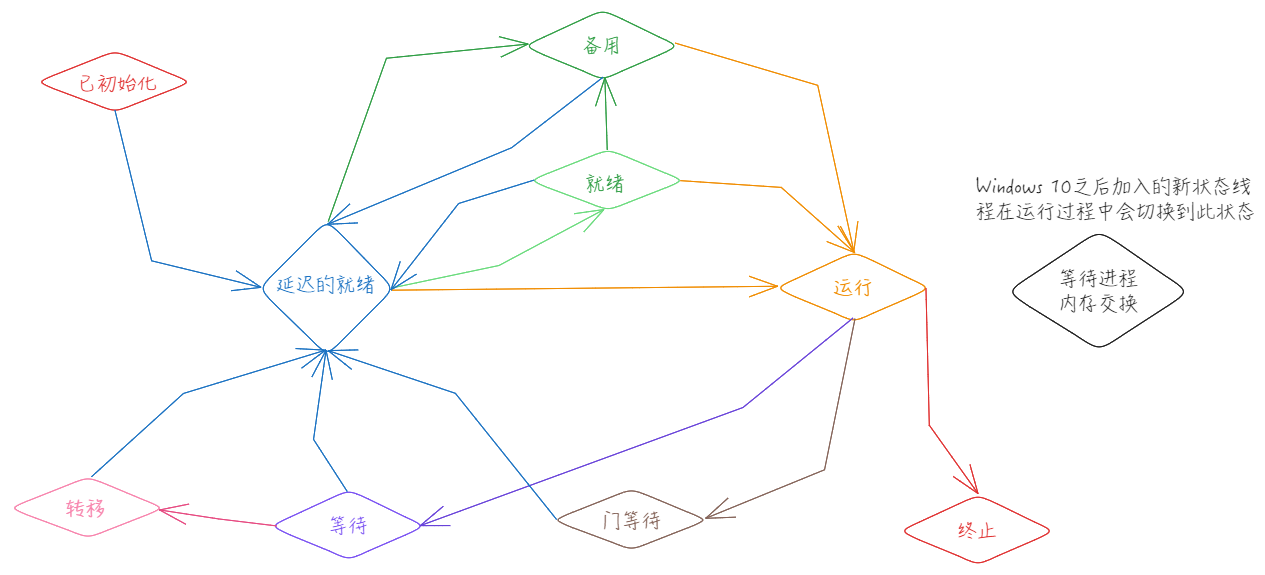 备用
已初始化
就绪
Windows 10之后加入的新状态线
程在运行过程中会切换到此状态
延迟的就绪
运行
等待进程
内存交换
转移
等待
门等待
终止